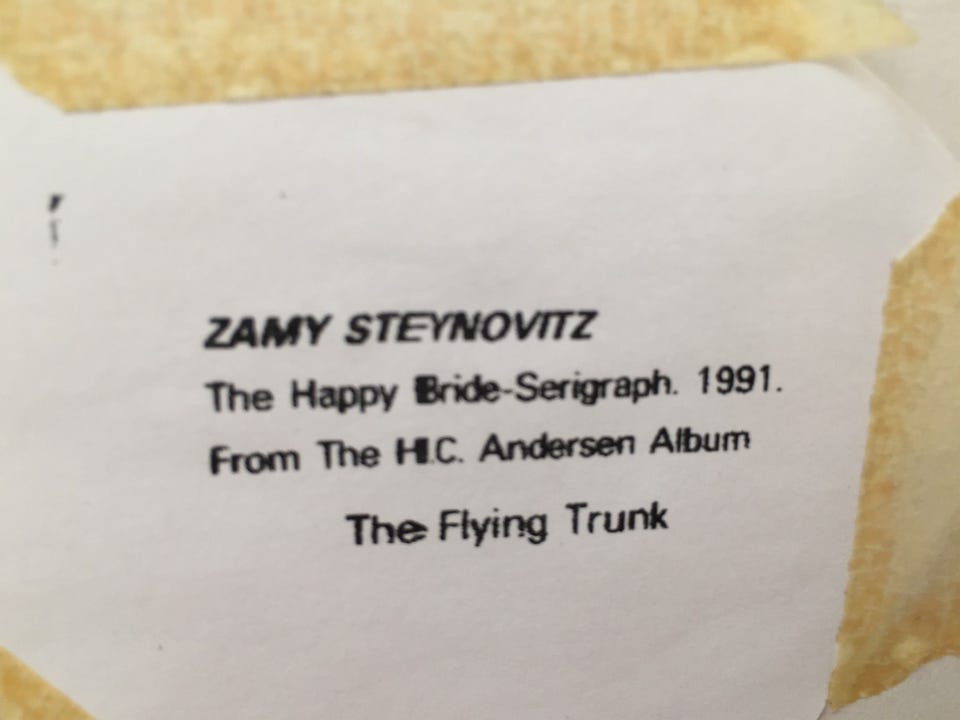 ZAMY STEYNOVITZ
The Happy Bride-Serigraph. 1991.
From The H.C. Andersen Album
The Flying Trunk